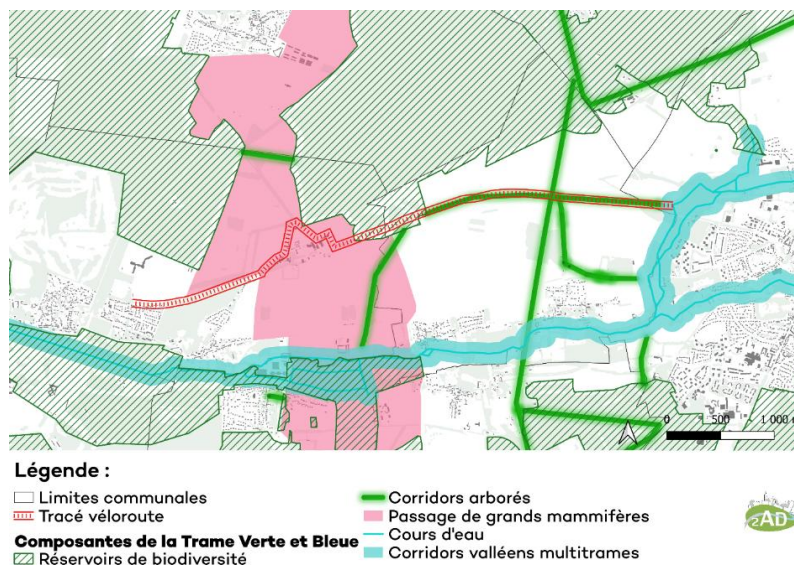 0 500 1 000
Légende :
Limites communales
Tracé véloroute
Composantes de la Trame Verte et Bleue
Réservoirs de biodiversité
Corridors arborés
Passage de grands mammifères
Cours d'eau
Corridors valléens multitrames
2AD